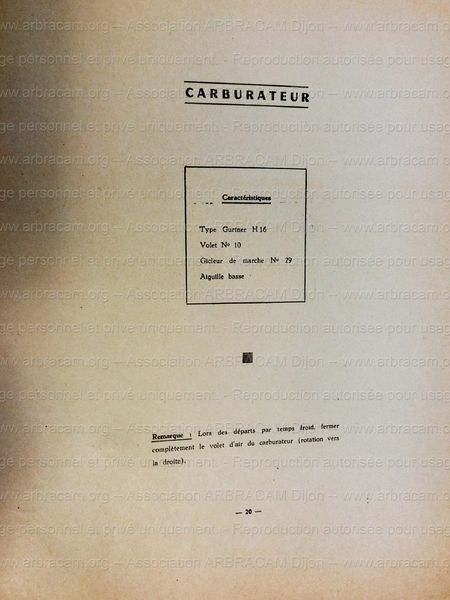 CARBURATEUR
Caractéristiques
Type Gurtner H 16
Volet Nº 10
Gicleur de marche Nº 29
Aiguille basse
Remarque : Lors des départs par temps froid, fermer
complètement le volet d'air du carburateur (rotation vers
la droite).
— 20 —
www.arbracam.org – Association ARBRACAM Dijon – www.arbracam.org
Reproduction autorisée pour usage personnel et privé uniquement. –